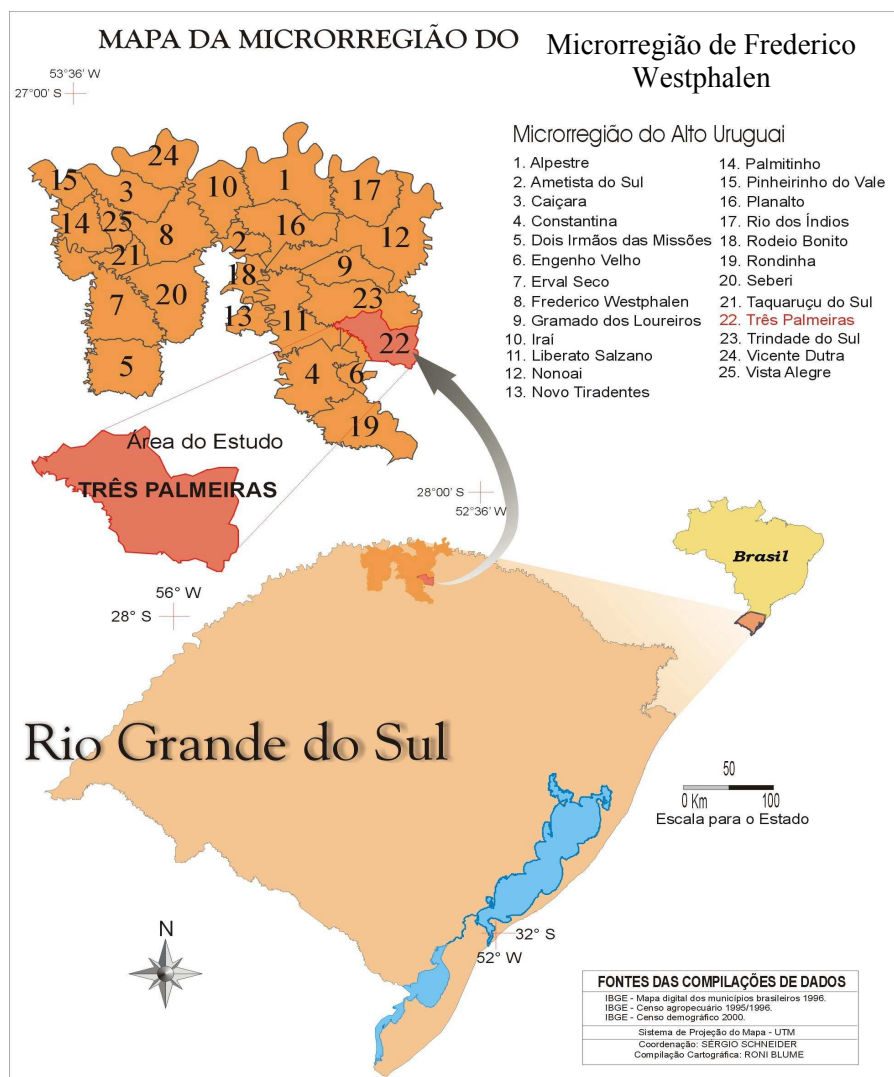 MAPA DA MICRORREGIÃO DO
Microrregião de Frederico
Westphalen
53°36' W
27°00' S
Microrregião do Alto Uruguai
1. Alpestre
2. Ametista do Sul
3. Caiçara
4. Constantina
5. Dois Irmãos das Missões
6. Engenho Velho
7. Erval Seco
8. Frederico Westphalen
9. Gramado dos Loureiros
10. Iraí
11. Liberato Salzano
12. Nonoai
13. Novo Tiradentes
14. Palmitinho
15. Pinheirinho do Vale
16. Planalto
17. Rio dos Índios
18. Rodeio Bonito
19. Rondinha
20. Seberi
21. Taquaruçu do Sul
22. Três Palmeiras
23. Trindade do Sul
24. Vicente Dutra
25. Vista Alegre
24
15
3
10
1
17
14
25
8
2
16
12
21
18
9
7
20
13
11
23
22
5
4
6
19
Área do Estudo
TRÊS PALMEIRAS
28°00' S
52°36' W
56° W
28° S
Brasil
Rio Grande do Sul
50
0 Km
100
Escala para o Estado
N
32° S
52° W
FONTES DAS COMPILAÇÕES DE DADOS
IBGE - Mapa digital dos municípios brasileiros 1996.
IBGE - Censo agropecuário 1995/1996.
IBGE - Censo demográfico 2000.
Sistema de Projeção do Mapa - UTM
Coordenação: SÉRGIO SCHNEIDER
Compilação Cartográfica: RONI BLUME